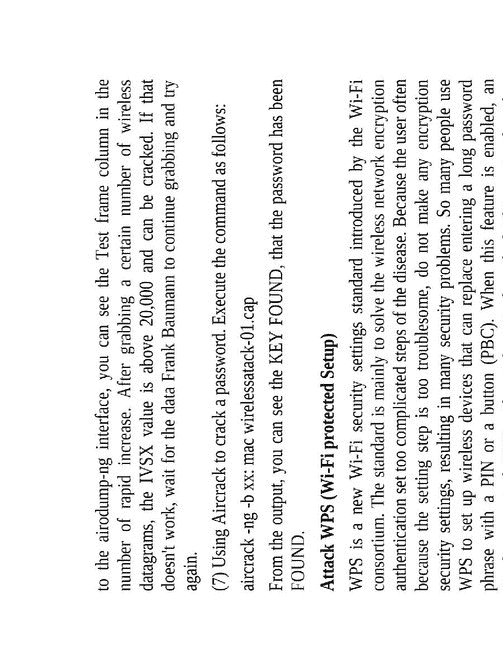 to the airodump-ng interface, you can see the Test frame column in the
number of rapid increase. After grabbing a certain number of wireless
datagrams, the IVSX value is above 20,000 and can be cracked. If that
doesn't work, wait for the data Frank Baumann to continue grabbing and try
again.
(7) Using Aircrack to crack a password. Execute the command as follows:
aircrack -ng -b xx: mac wirelessatack-01.cap
From the output, you can see the KEY FOUND, that the password has been
FOUND.
Attack WPS (Wi-Fi protected Setup)
WPS is a new Wi-Fi security settings standard introduced by the Wi-Fi
consortium. The standard is mainly to solve the wireless network encryption
authentication set too complicated steps of the disease. Because the user often
because the setting step is too troublesome, do not make any encryption
security settings, resulting in many security problems. So many people use
WPS to set up wireless devices that can replace entering a long password
phrase with a PIN or a button (PBC). When this feature is enabled, an